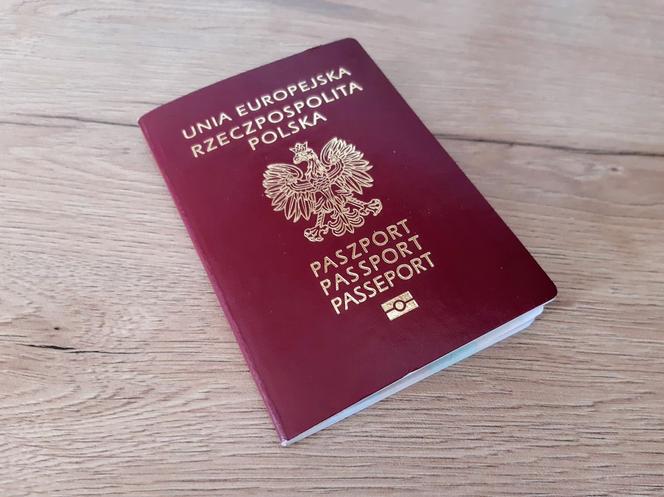 UNIA EUROPEJSKA
RZECZPOSPOLITA
POLSKA
PASZPORT
PASSPORT
PASSEPORT